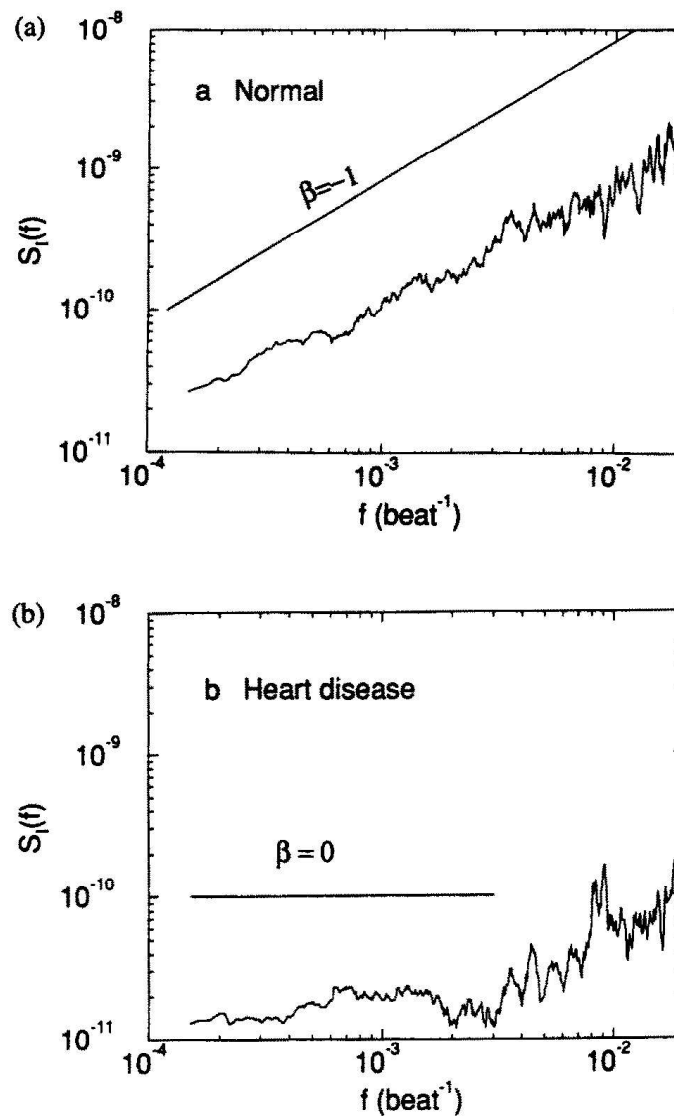 (a)
10⁻⁸
a Normal
β=-1
10⁻⁹
S_I(f)
10⁻¹⁰
10⁻¹¹
10⁻⁴ 10⁻³ 10⁻²
f (beat⁻¹)
(b)
10⁻⁸
b Heart disease
10⁻⁹
S_I(f)
β = 0
10⁻¹⁰
10⁻¹¹
10⁻⁴ 10⁻³ 10⁻²
f (beat⁻¹)